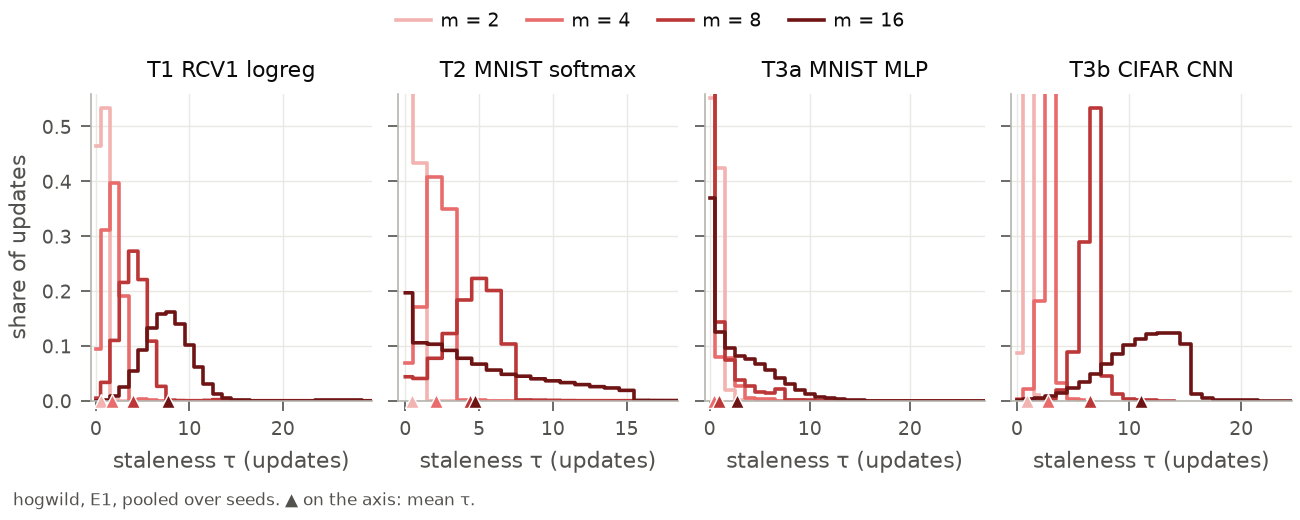 m = 2 m = 4 m = 8 m = 16
T1 RCV1 logreg T2 MNIST softmax T3a MNIST MLP T3b CIFAR CNN
share of updates
0.5
0.4
0.3
0.2
0.1
0.0
0 10 20 0 5 10 15 0 10 20 0 10 20
staleness τ (updates) staleness τ (updates) staleness τ (updates) staleness τ (updates)
hogwild, E1, pooled over seeds. ▲ on the axis: mean τ.